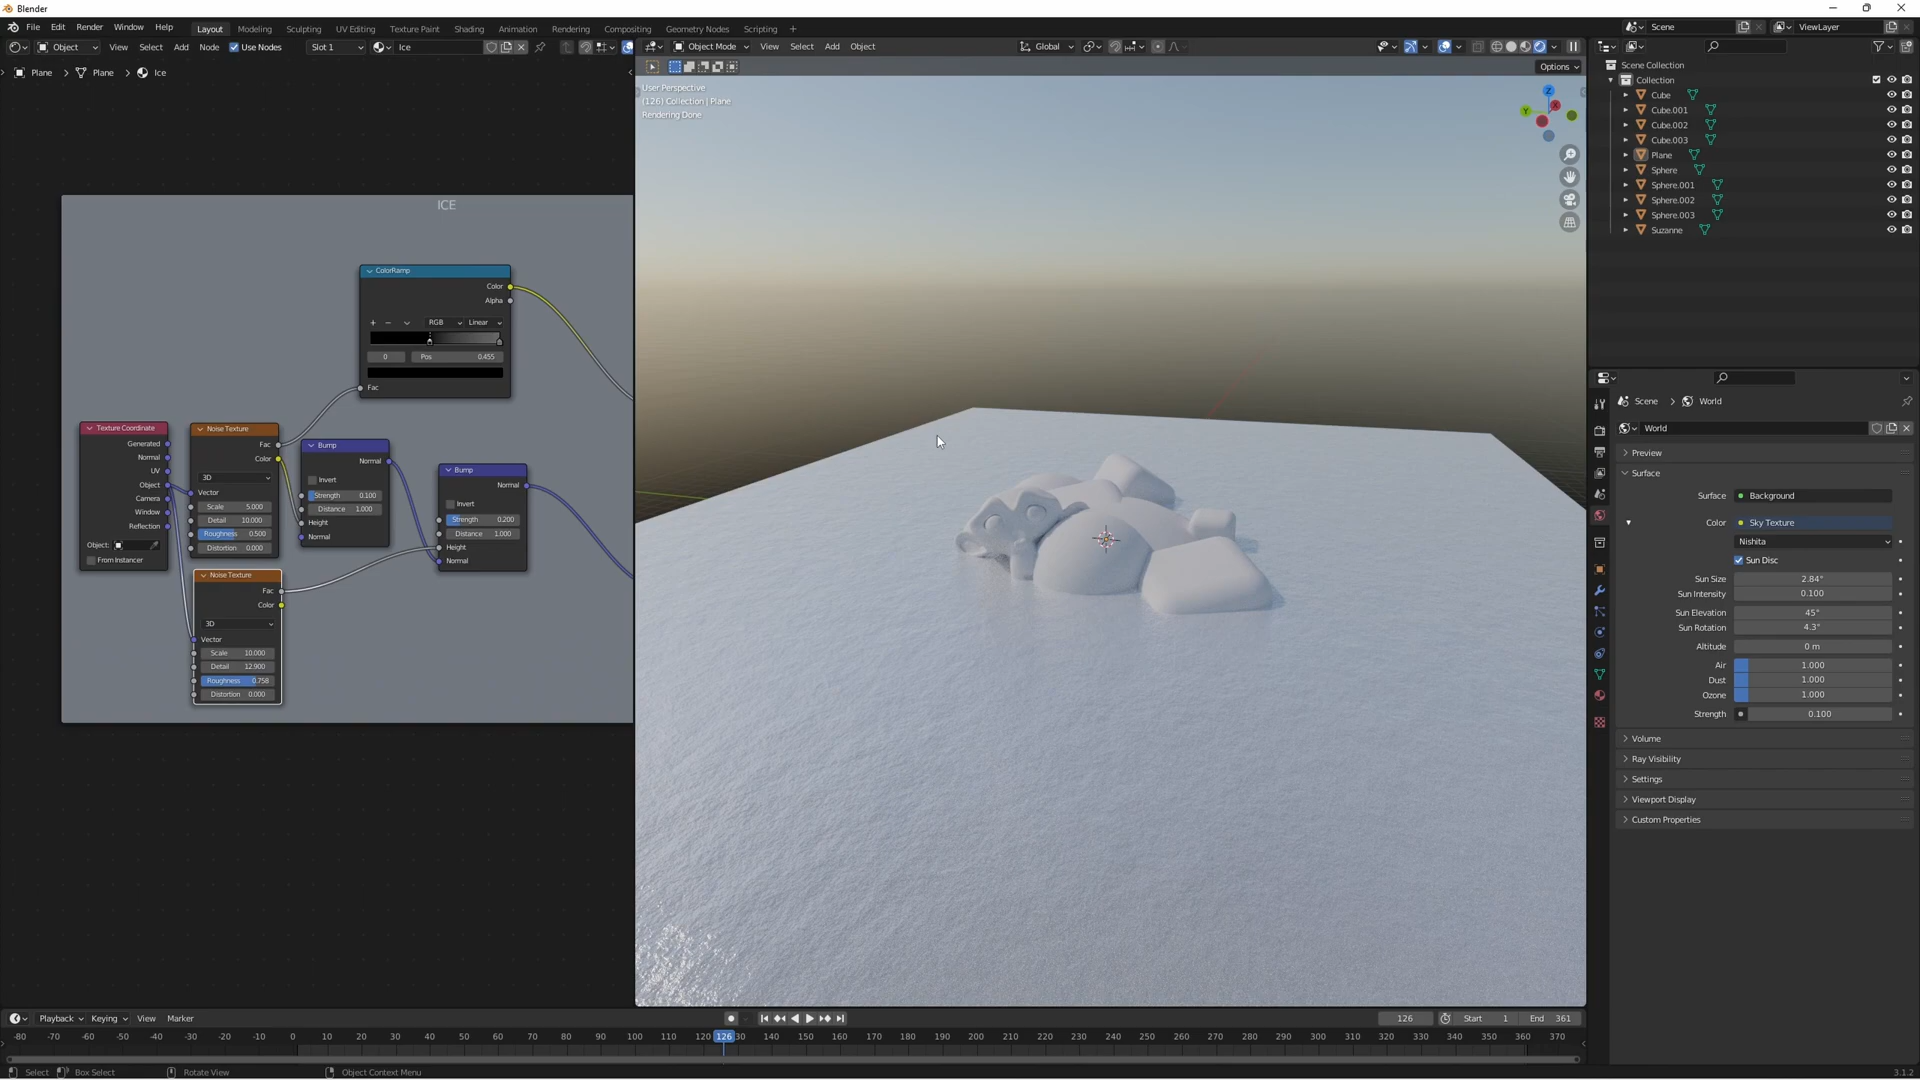 Blender
File Edit Render Window Help Layout Modeling Sculpting UV Editing Texture Paint Shading Animation Rendering Compositing Geometry Nodes Scripting + Scene ViewLayer
Object View Select Add Node Use Nodes Slot 1 Ice Object Mode View Select Add Object Global
Plane > Plane > Ice
Options
User Perspective
(126) Collection | Plane
Rendering Done
Z
Y
X
Scene Collection
Collection
Cube
Cube.001
Cube.002
Cube.003
Plane
Sphere
Sphere.001
Sphere.002
Sphere.003
Suzanne
ICE
ColorRamp
Color
Alpha
+ − RGB Linear
0 Pos 0.455
Fac
Texture Coordinate
Generated
Normal
UV
Object
Camera
Window
Reflection
Object:
From Instancer
Noise Texture
Fac
Color
3D
Vector
Scale 5.000
Detail 10.000
Roughness 0.500
Distortion 0.000
Bump
Normal
Invert
Strength 0.100
Distance 1.000
Height
Normal
Bump
Normal
Invert
Strength 0.200
Distance 1.000
Height
Normal
Noise Texture
Fac
Color
3D
Vector
Scale 10.000
Detail 12.900
Roughness 0.758
Distortion 0.000
Scene > World
World
Preview
Surface
Surface Background
Color Sky Texture
Nishita
Sun Disc
Sun Size 2.84°
Sun Intensity 0.100
Sun Elevation 45°
Sun Rotation 4.3°
Altitude 0 m
Air 1.000
Dust 1.000
Ozone 1.000
Strength 0.100
Volume
Ray Visibility
Settings
Viewport Display
Custom Properties
Playback Keying View Marker 126 Start 1 End 361
-80 -70 -60 -50 -40 -30 -20 -10 0 10 20 30 40 50 60 70 80 90 100 110 126 30 140 150 160 170 180 190 200 210 220 230 240 250 260 270 280 290 300 310 320 330 340 350 360 370
Select Box Select Rotate View Object Context Menu 3.1.2